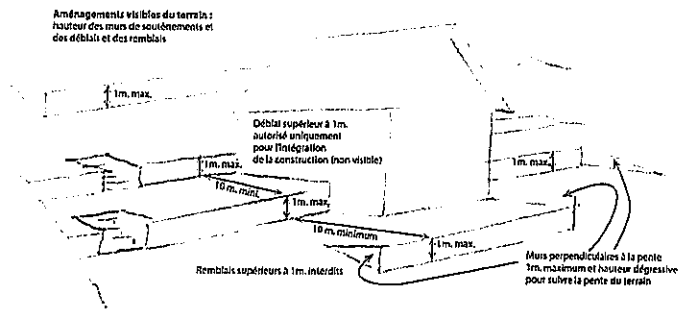 Aménagements visibles du terrain :
hauteur des murs de soutènements et
des déblais et des remblais
1m. max.
Déblai supérieur à 1m.
autorisé uniquement
pour l'intégration
de la construction (non visible)
1m. max.
1m. max.
10 m. mini.
1m. max.
10 m. minimum
1m. max.
Remblais supérieurs à 1m. interdits
Murs perpendiculaires à la pente
1m. maximum et hauteur dégressive
pour suivre la pente du terrain